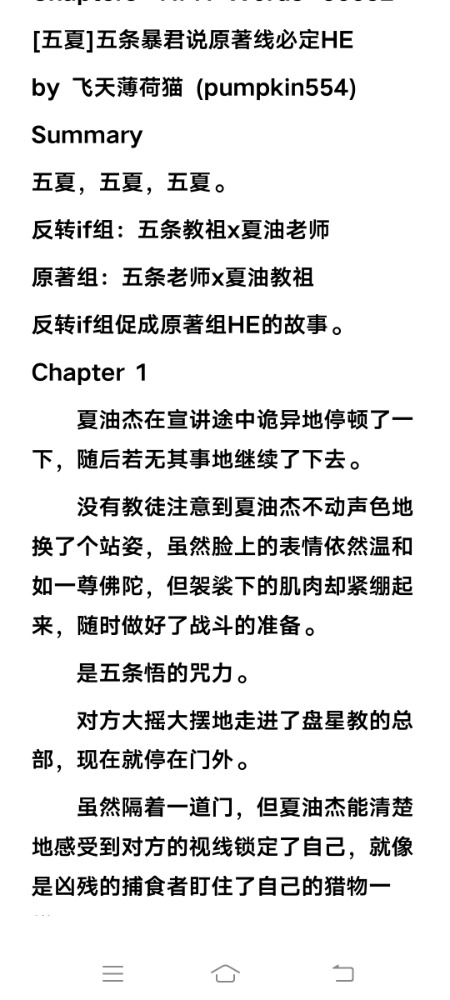 [五夏]五条暴君说原著线必定HE
by 飞天薄荷猫 (pumpkin554)
Summary
五夏，五夏，五夏。
反转if组：五条教祖x夏油老师
原著组：五条老师x夏油教祖
反转if组促成原著组HE的故事。
Chapter 1
夏油杰在宣讲途中诡异地停顿了一
下，随后若无其事地继续了下去。
没有教徒注意到夏油杰不动声色地
换了个站姿，虽然脸上的表情依然温和
如一尊佛陀，但袈裟下的肌肉却紧绷起
来，随时做好了战斗的准备。
是五条悟的咒力。
对方大摇大摆地走进了盘星教的总
部，现在就停在门外。
虽然隔着一道门，但夏油杰能清楚
地感受到对方的视线锁定了自己，就像
是凶残的捕食者盯住了自己的猎物一